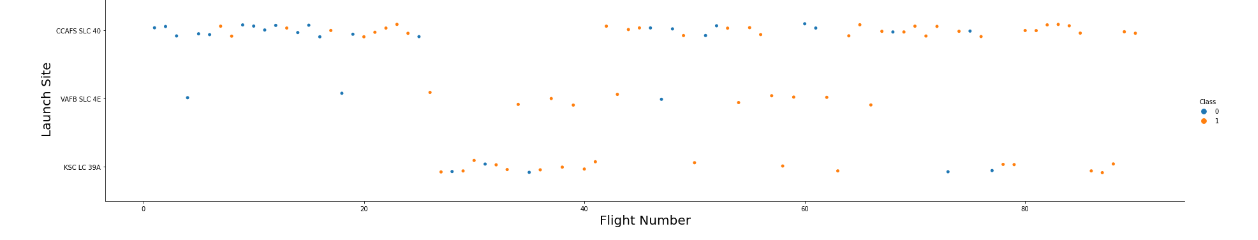 CCAFS SLC 40
VAFB SLC 4E
KSC LC 39A
Launch Site
0 20 40 60 80
Flight Number
Class
0
1